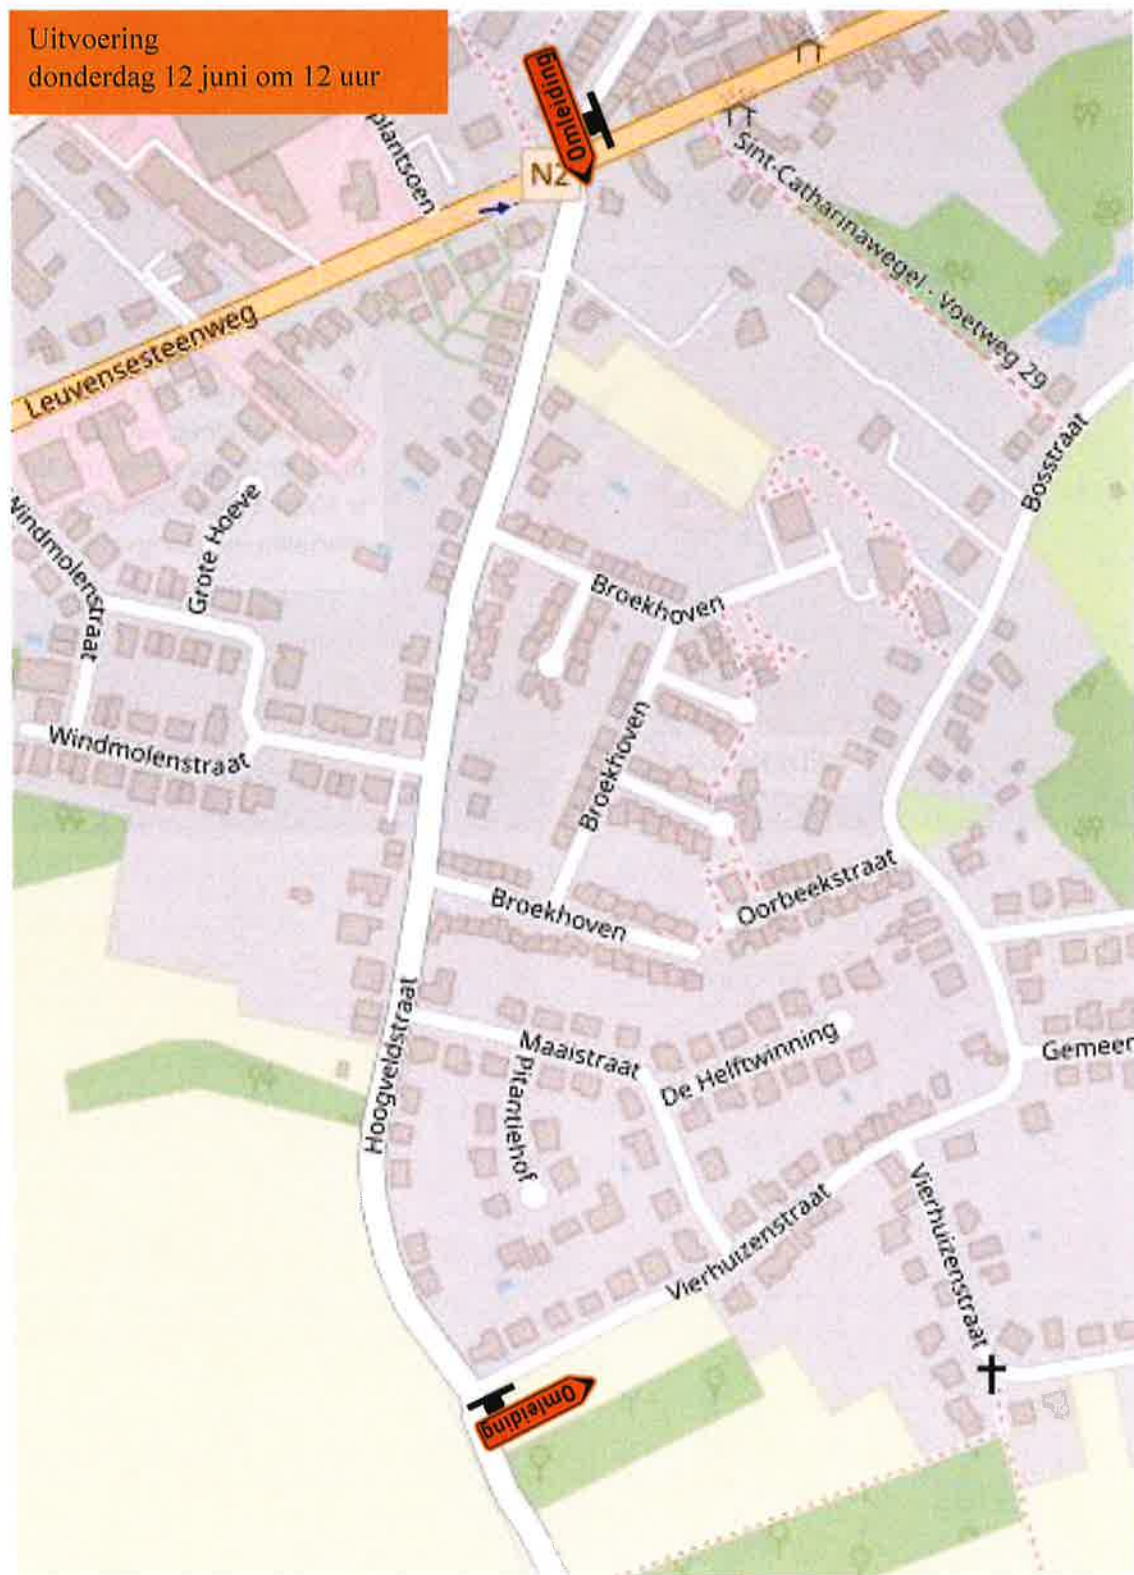 Uitvoering
donderdag 12 juni om 12 uur
Omleiding
plantsoen
N2
Sint-Catharinawegel - Voetweg 29
Leuvensesteenweg
Bosstraat
Windmolenstraat
Grote Hoeve
Broekhoven
Broekhoven
Windmolenstraat
Broekhoven
Oorbeekstraat
Hoogveldstraat
Maaistraat
De Helftwinning
Gemeen
Pitantiehof
Vierhuizenstraat
Vierhuizenstraat
Omleiding